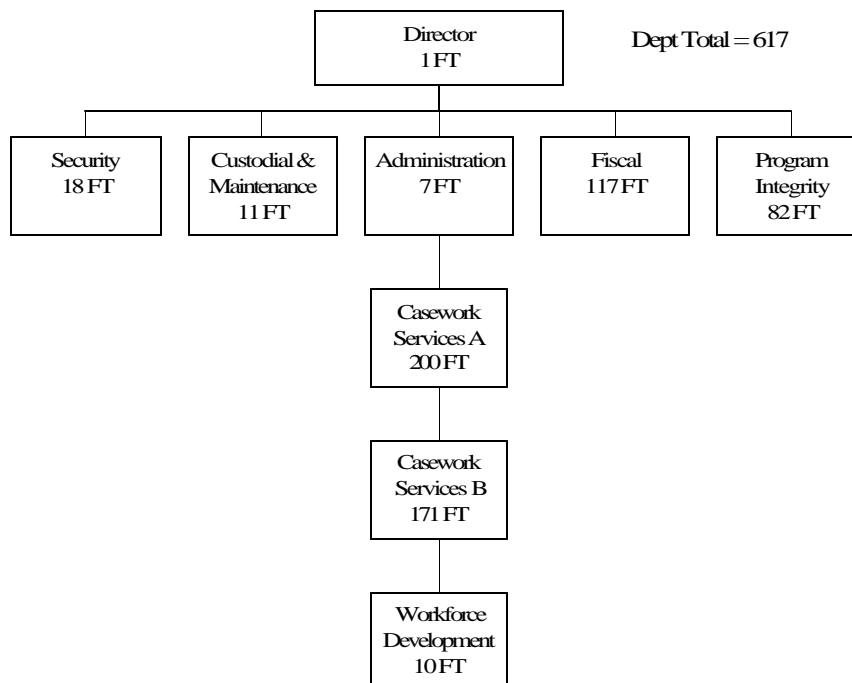 Director
1 FT
Dept Total = 617
Security
18 FT
Custodial &
Maintenance
11 FT
Administration
7 FT
Fiscal
117 FT
Program
Integrity
82 FT
Casework
Services A
200 FT
Casework
Services B
171 FT
Workforce
Development
10 FT